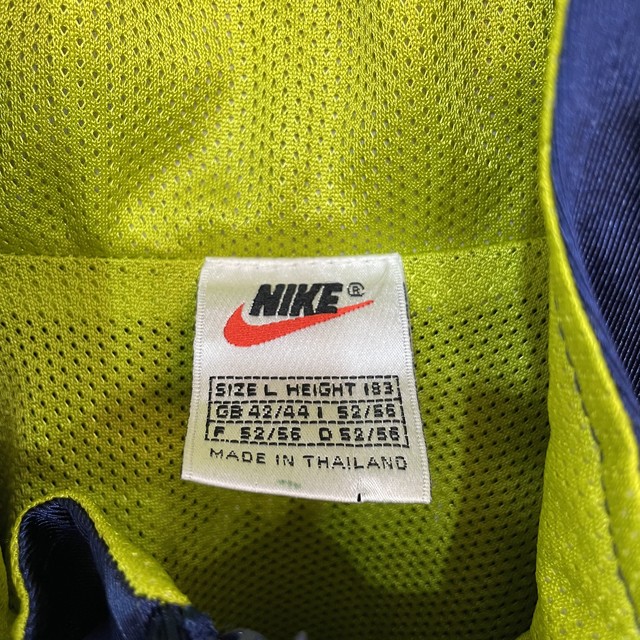 NIKE®
SIZE L HEIGHT 183
GB 42/44 I 52/56
F 52/56 D 52/56
MADE IN THAILAND